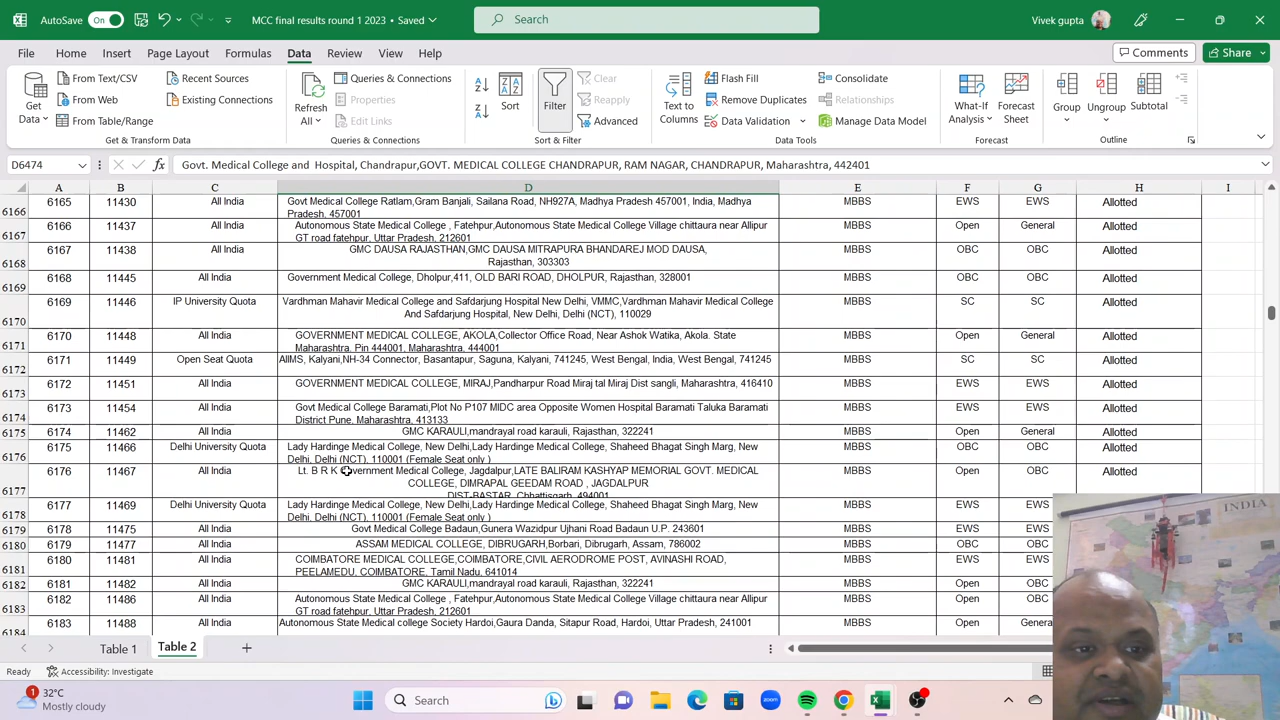 AutoSave On MCC final results round 1 2023 • Saved Search Vivek gupta
File Home Insert Page Layout Formulas Data Review View Help Comments Share
From Text/CSV Recent Sources Queries & Connections Clear Flash Fill Consolidate
From Web Existing Connections Properties Reapply Remove Duplicates Relationships
From Table/Range Edit Links Advanced Data Validation Manage Data Model
Get Data Refresh All Sort Filter Text to Columns What-If Analysis Forecast Sheet Group Ungroup Subtotal
Get & Transform Data Queries & Connections Sort & Filter Data Tools Forecast Outline
D6474 fx Govt. Medical College and Hospital, Chandrapur,GOVT. MEDICAL COLLEGE CHANDRAPUR, RAM NAGAR, CHANDRAPUR, Maharashtra, 442401
A B C D E F G H I
6166 6165 11430 All India Govt Medical College Ratlam,Gram Banjali, Sailana Road, NH927A, Madhya Pradesh 457001, India, Madhya MBBS EWS EWS Allotted
Pradesh, 457001
6167 6166 11437 All India Autonomous State Medical College , Fatehpur,Autonomous State Medical College Village chittaura near Allipur MBBS Open General Allotted
GT road fatehpur, Uttar Pradesh, 212601
6168 6167 11438 All India GMC DAUSA RAJASTHAN,GMC DAUSA MITRAPURA BHANDAREJ MOD DAUSA, MBBS OBC OBC Allotted
Rajasthan, 303303
6169 6168 11445 All India Government Medical College, Dholpur,411, OLD BARI ROAD, DHOLPUR, Rajasthan, 328001 MBBS OBC OBC Allotted
6170 6169 11446 IP University Quota Vardhman Mahavir Medical College and Safdarjung Hospital New Delhi, VMMC,Vardhman Mahavir Medical College MBBS SC SC Allotted
And Safdarjung Hospital, New Delhi, Delhi (NCT), 110029
6171 6170 11448 All India GOVERNMENT MEDICAL COLLEGE, AKOLA,Collector Office Road, Near Ashok Watika, Akola. State MBBS Open General Allotted
Maharashtra, Pin 444001, Maharashtra, 444001
6172 6171 11449 Open Seat Quota AIIMS, Kalyani,NH-34 Connector, Basantapur, Saguna, Kalyani, 741245, West Bengal, India, West Bengal, 741245 MBBS SC SC Allotted
6173 6172 11451 All India GOVERNMENT MEDICAL COLLEGE, MIRAJ,Pandharpur Road Miraj tal Miraj Dist sangli, Maharashtra, 416410 MBBS EWS EWS Allotted
6174 6173 11454 All India Govt Medical College Baramati,Plot No P107 MIDC area Opposite Women Hospital Baramati Taluka Baramati MBBS EWS EWS Allotted
District Pune, Maharashtra, 413133
6175 6174 11462 All India GMC KARAULI,mandrayal road karauli, Rajasthan, 322241 MBBS Open General Allotted
6176 6175 11466 Delhi University Quota Lady Hardinge Medical College, New Delhi,Lady Hardinge Medical College, Shaheed Bhagat Singh Marg, New MBBS OBC OBC Allotted
Delhi, Delhi (NCT), 110001 (Female Seat only )
6177 6176 11467 All India Lt. B R K Government Medical College, Jagdalpur,LATE BALIRAM KASHYAP MEMORIAL GOVT. MEDICAL MBBS Open OBC Allotted
COLLEGE, DIMRAPAL GEEDAM ROAD , JAGDALPUR
DIST-BASTAR, Chhattisgarh, 494001
6178 6177 11469 Delhi University Quota Lady Hardinge Medical College, New Delhi,Lady Hardinge Medical College, Shaheed Bhagat Singh Marg, New MBBS EWS EWS
Delhi, Delhi (NCT), 110001 (Female Seat only )
6179 6178 11475 All India Govt Medical College Badaun,Gunera Wazidpur Ujhani Road Badaun U.P. 243601 MBBS Open General
6180 6179 11477 All India ASSAM MEDICAL COLLEGE, DIBRUGARH,Borbari, Dibrugarh, Assam, 786002 MBBS OBC OBC
6181 6180 11481 All India COIMBATORE MEDICAL COLLEGE,COIMBATORE,CIVIL AERODROME POST, AVINASHI ROAD, MBBS EWS EWS
PEELAMEDU, COIMBATORE, Tamil Nadu, 641014
6182 6181 11482 All India GMC KARAULI,mandrayal road karauli, Rajasthan, 322241 MBBS Open OBC
6183 6182 11486 All India Autonomous State Medical College , Fatehpur,Autonomous State Medical College Village chittaura near Allipur MBBS Open OBC
GT road fatehpur, Uttar Pradesh, 212601
6184 6183 11488 All India Autonomous State Medical college Society Hardoi,Gaura Danda, Sitapur Road, Hardoi, Uttar Pradesh, 241001 MBBS Open General
INDIA
Table 1 Table 2
Ready Accessibility: Investigate
1 32°C
Mostly cloudy
Search zoom